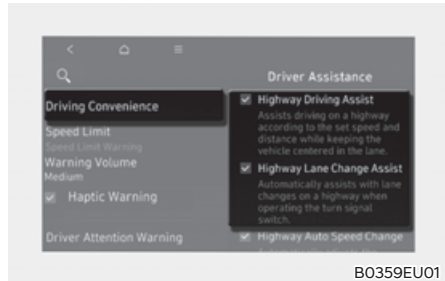 Driver Assistance
Driving Convenience
Speed Limit
Speed Limit Warning
Warning Volume
Medium
Haptic Warning
Driver Attention Warning
Highway Driving Assist
Assists driving on a highway
according to the set speed and
distance while keeping the
vehicle centered in the lane.
Highway Lane Change Assist
Automatically assists with lane
changes on a highway when
operating the turn signal
switch.
Highway Auto Speed Change
B0359EU01